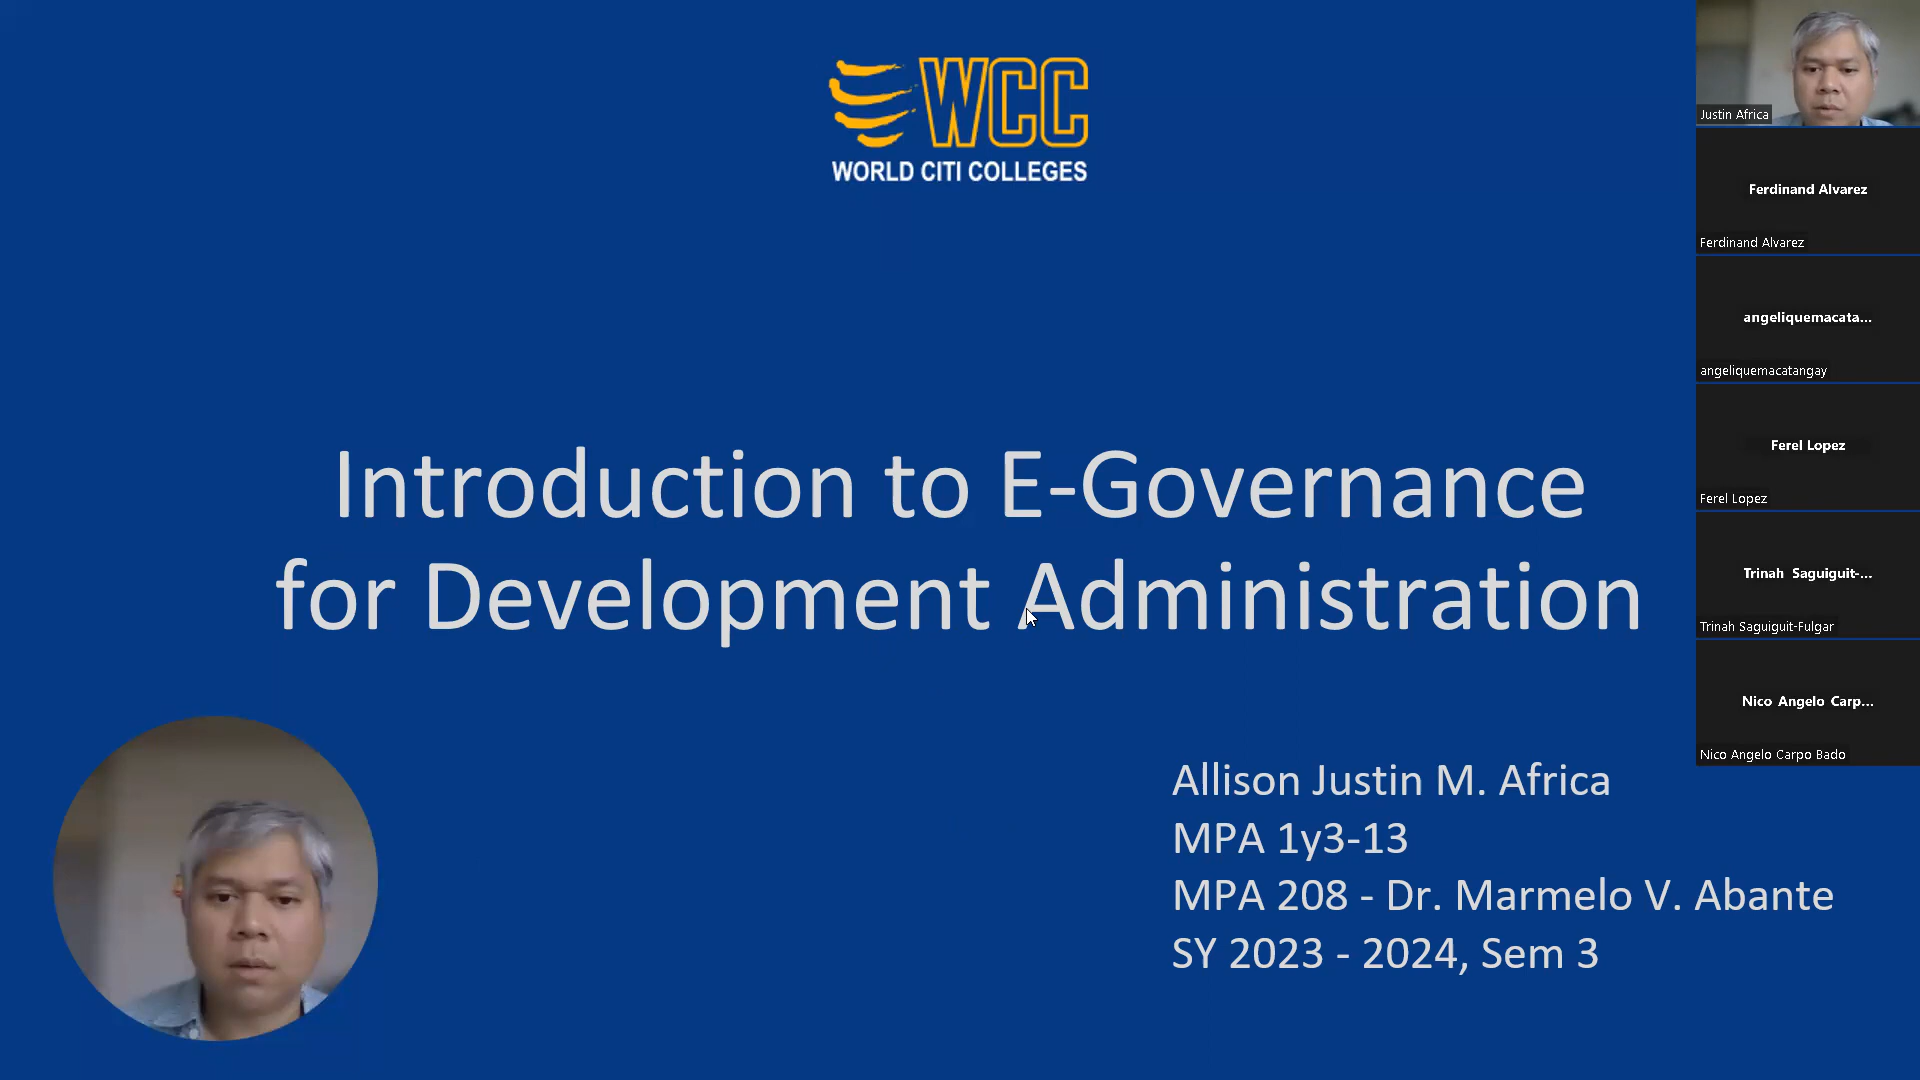 WCC
WORLD CITI COLLEGES
Introduction to E-Governance
for Development Administration
Allison Justin M. Africa
MPA 1y3-13
MPA 208 - Dr. Marmelo V. Abante
SY 2023 - 2024, Sem 3
Justin Africa
Ferdinand Alvarez
Ferdinand Alvarez
angeliquemacata...
angeliquemacatangay
Ferel Lopez
Ferel Lopez
Trinah Saguiguit-...
Trinah Saguiguit-Fulgar
Nico Angelo Carp...
Nico Angelo Carpo Bado